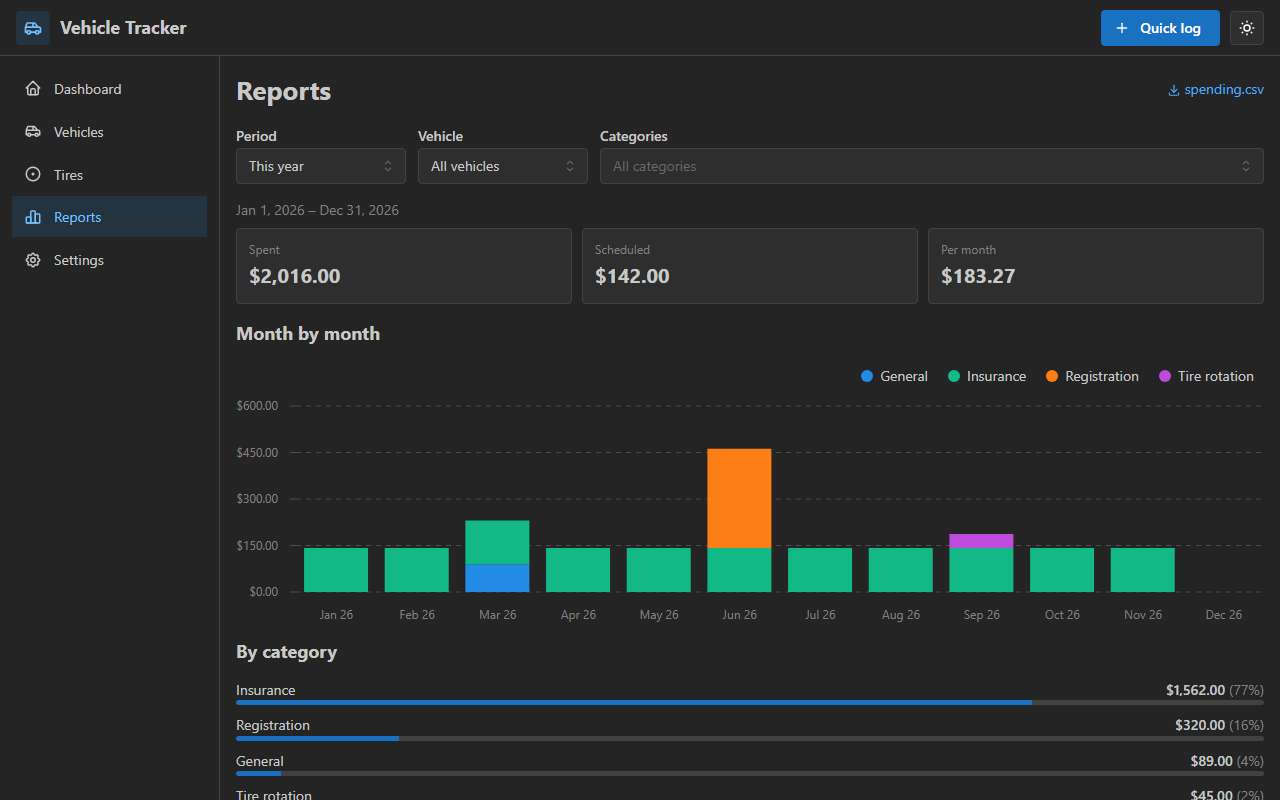 Vehicle Tracker
Quick log
Dashboard
Vehicles
Tires
Reports
Settings
Reports
spending.csv
Period
Vehicle
Categories
This year
All vehicles
All categories
Jan 1, 2026 – Dec 31, 2026
Spent
$2,016.00
Scheduled
$142.00
Per month
$183.27
Month by month
General
Insurance
Registration
Tire rotation
$600.00
$450.00
$300.00
$150.00
$0.00
Jan 26
Feb 26
Mar 26
Apr 26
May 26
Jun 26
Jul 26
Aug 26
Sep 26
Oct 26
Nov 26
Dec 26
By category
Insurance
$1,562.00 (77%)
Registration
$320.00 (16%)
General
$89.00 (4%)
Tire rotation
$45.00 (2%)